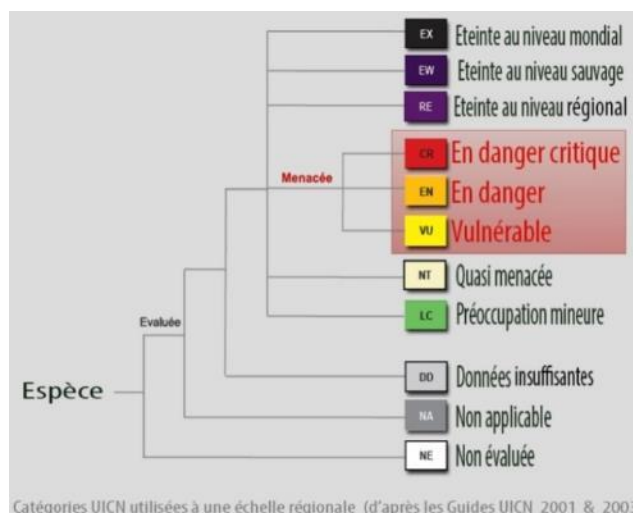 EX Eteinte au niveau mondial
EW Eteinte au niveau sauvage
RE Eteinte au niveau régional
CR En danger critique
Menacée
EN En danger
VU Vulnérable
NT Quasi menacée
LC Préoccupation mineure
Evaluée
DD Données insuffisantes
Espèce
NA Non applicable
NE Non évaluée
Catégories UICN utilisées à une échelle régionale (d'après les Guides UICN 2001 & 2003